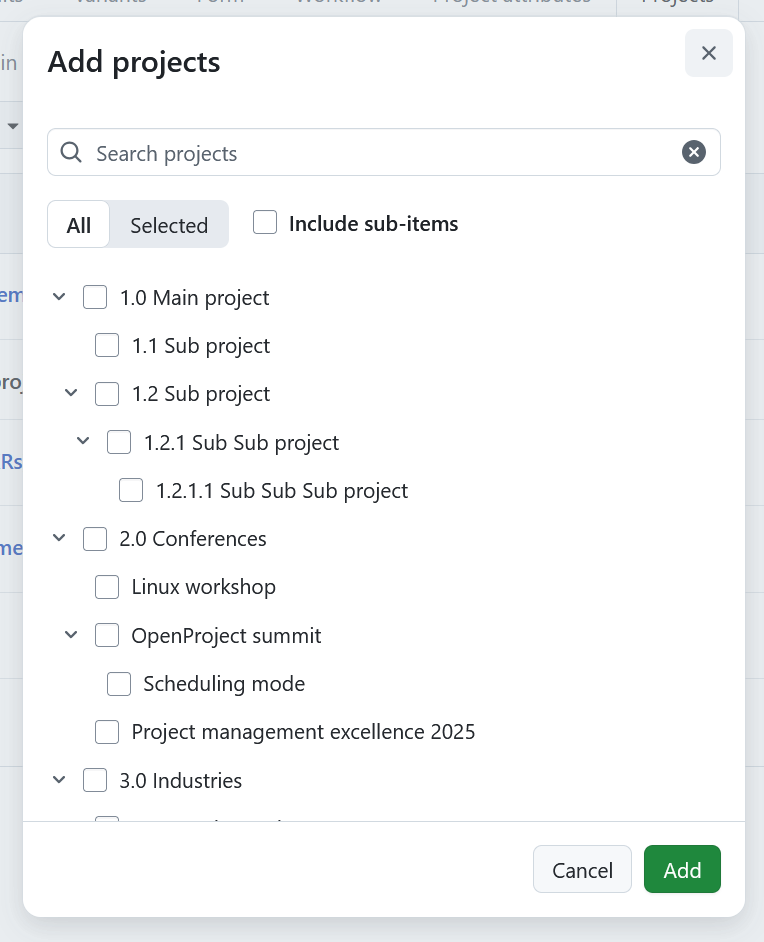 Add projects
Search projects
All
Selected
Include sub-items
1.0 Main project
1.1 Sub project
1.2 Sub project
1.2.1 Sub Sub project
1.2.1.1 Sub Sub Sub project
2.0 Conferences
Linux workshop
OpenProject summit
Scheduling mode
Project management excellence 2025
3.0 Industries
Cancel
Add